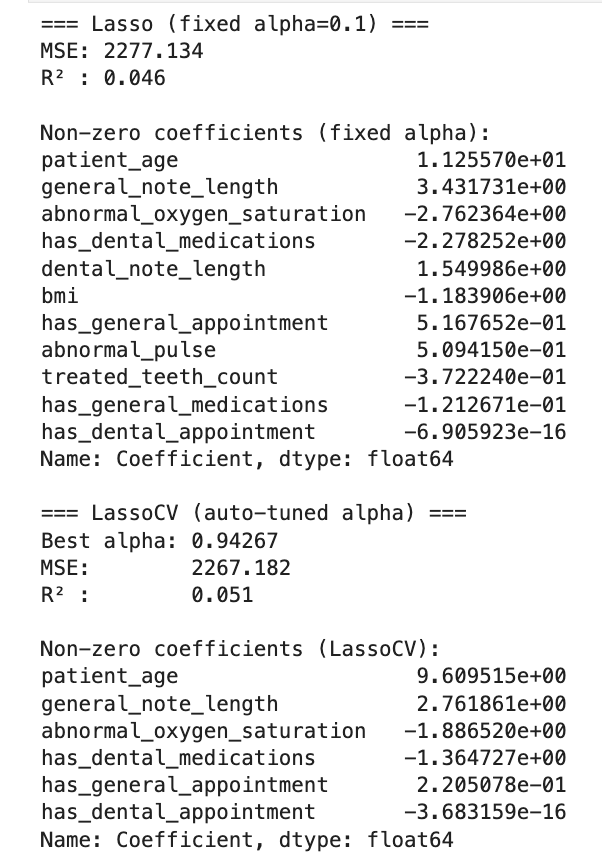 === Lasso (fixed alpha=0.1) ===
MSE: 2277.134
R² : 0.046
Non-zero coefficients (fixed alpha):
patient_age 1.125570e+01
general_note_length 3.431731e+00
abnormal_oxygen_saturation -2.762364e+00
has_dental_medications -2.278252e+00
dental_note_length 1.549986e+00
bmi -1.183906e+00
has_general_appointment 5.167652e-01
abnormal_pulse 5.094150e-01
treated_teeth_count -3.722240e-01
has_general_medications -1.212671e-01
has_dental_appointment -6.905923e-16
Name: Coefficient, dtype: float64
=== LassoCV (auto-tuned alpha) ===
Best alpha: 0.94267
MSE: 2267.182
R² : 0.051
Non-zero coefficients (LassoCV):
patient_age 9.609515e+00
general_note_length 2.761861e+00
abnormal_oxygen_saturation -1.886520e+00
has_dental_medications -1.364727e+00
has_general_appointment 2.205078e-01
has_dental_appointment -3.683159e-16
Name: Coefficient, dtype: float64